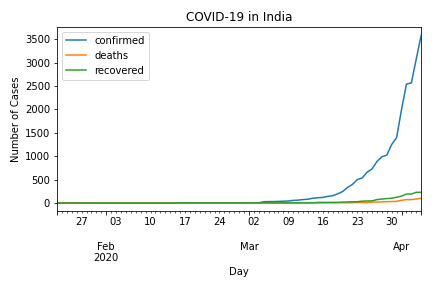 COVID-19 in India
confirmed
deaths
recovered
Number of Cases
3500
3000
2500
2000
1500
1000
500
0
27 03 10 17 24 02 09 16 23 30
Feb Mar Apr
2020
Day